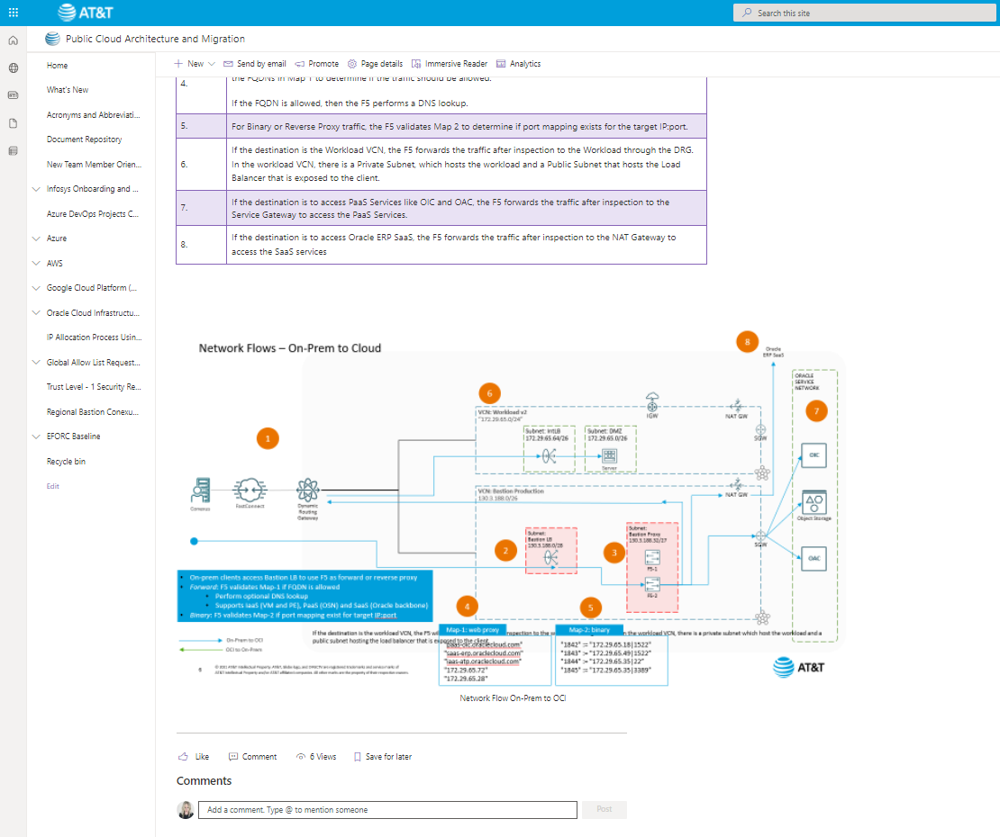 AT&T
Search this site
Public Cloud Architecture and Migration
Home
What's New
Acronyms and Abbreviati...
Document Repository
New Team Member Orien...
Infosys Onboarding and ...
Azure DevOps Projects C...
Azure
AWS
Google Cloud Platform (...
Oracle Cloud Infrastructu...
IP Allocation Process Usin...
Global Allow List Request...
Trust Level - 1 Security Re...
Regional Bastion Conexu...
EFORC Baseline
Recycle bin
Edit
New
Send by email
Promote
Page details
Immersive Reader
Analytics
4.
the FQDNs in Map 1 to determine if the traffic should be allowed.
If the FQDN is allowed, then the F5 performs a DNS lookup.
5.
For Binary or Reverse Proxy traffic, the F5 validates Map 2 to determine if port mapping exists for the target IP:port.
6.
If the destination is the Workload VCN, the F5 forwards the traffic after inspection to the Workload through the DRG.
In the workload VCN, there is a Private Subnet, which hosts the workload and a Public Subnet that hosts the Load
Balancer that is exposed to the client.
7.
If the destination is to access PaaS Services like OIC and OAC, the F5 forwards the traffic after inspection to the
Service Gateway to access the PaaS Services.
8.
If the destination is to access Oracle ERP SaaS, the F5 forwards the traffic after inspection to the NAT Gateway to
access the SaaS services
Network Flows – On-Prem to Cloud
8
Oracle
ERP SaaS
ORACLE
SERVICE
NETWORK
7
6
VCN: Workload v2
"172.29.65.0/24"
IGW
NAT GW
SGW
Subnet: IntLB
172.29.65.64/26
Subnet: DMZ
172.29.65.0/26
Server
1
OIC
FastConnect
Dynamic
Routing
Gateway
VCN: Bastion Production
130.3.188.0/26
NAT GW
Object Storage
SGW
2
Subnet:
Bastion LB
130.3.188.0/28
3
Subnet:
Bastion Proxy
130.3.188.32/27
F5-1
F5-2
OAC
On-prem clients access Bastion LB to use F5 as forward or reverse proxy
Forward: F5 validates Map-1 if FQDN is allowed
Perform optional DNS lookup
Supports IaaS (VM and PE), PaaS (OSN) and SaaS (Oracle backbone)
Binary: F5 validates Map-2 if port mapping exist for target IP:port
4
5
On-Prem to OCI
OCI to On-Prem
If the destination is the workload VCN, the F5 wil
nspection to the w
n the workload VCN, there is a private subnet which host the workload and a
public subnet hosting the load balancer that is exposed to the client
Map-1: web proxy
"paas-oic.oraclecloud.com"
"saas-erp.oraclecloud.com"
"iaas-atp.oraclecloud.com"
"172.29.65.72"
"172.29.65.28"
Map-2: binary
"1842" := "172.29.65.18|1522"
"1843" := "172.29.65.49|1522"
"1844" := "172.29.65.35|22"
"1845" := "172.29.65.35|3389"
© 2021 AT&T Intellectual Property. AT&T, Globe logo, and DIRECTV are registered trademarks and service marks of
AT&T Intellectual Property and/or AT&T affiliated companies. All other marks are the property of their respective owners.
AT&T
Network Flow On-Prem to OCI
Like
Comment
6 Views
Save for later
Comments
Add a comment. Type @ to mention someone
Post